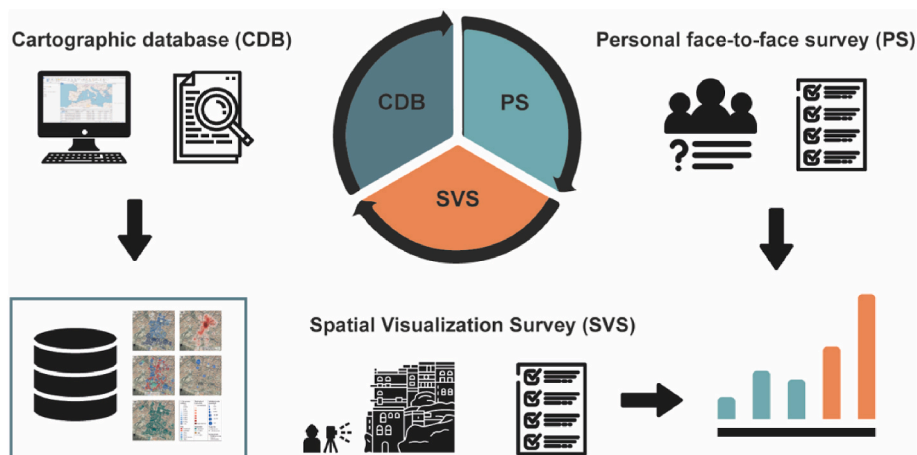 Cartographic database (CDB)
Personal face-to-face survey (PS)
CDB
PS
SVS
?
Spatial Visualization Survey (SVS)